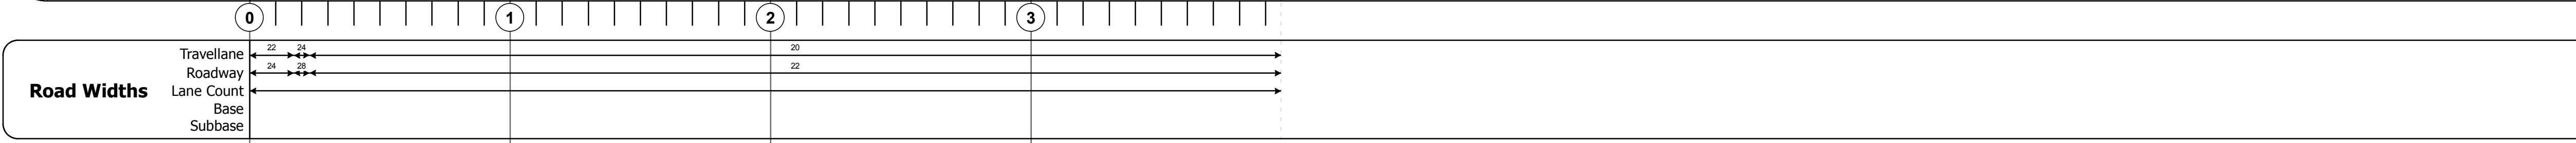 0 1 2 3
Travellane 22 24 20
Roadway 24 28 22
Road Widths
Lane Count
Base
Subbase